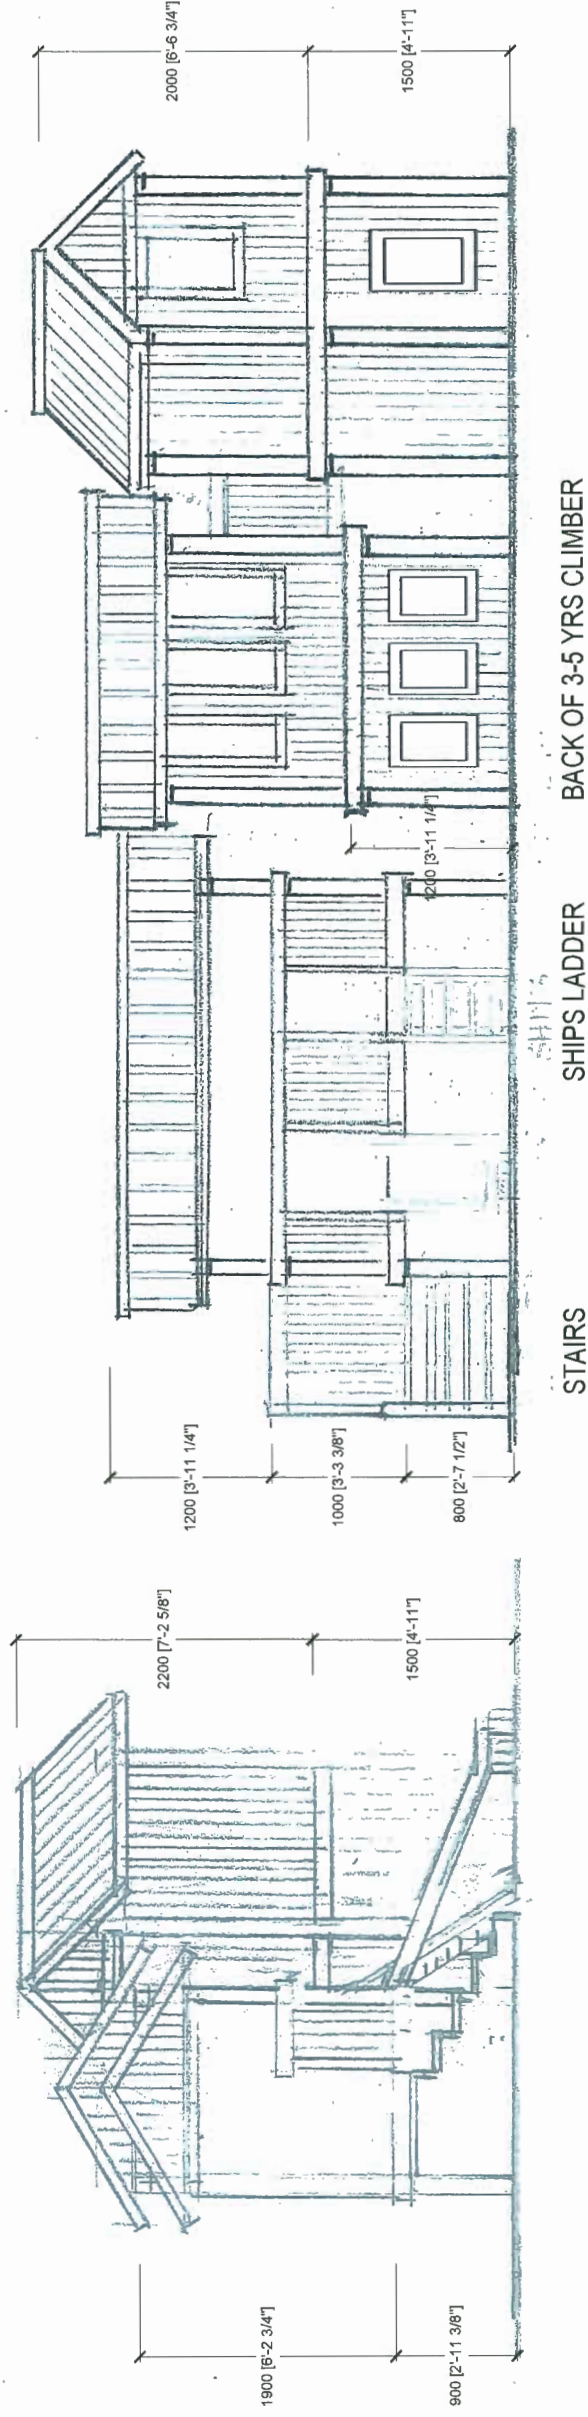 2000 [6'-6 3/4"]
1500 [4'-11"]
1200 [3'-11 1/4"]
1200 [3'-11 1/4"]
1000 [3'-3 3/8"]
800 [2'-7 1/2"]
STAIRS
SHIPS LADDER
BACK OF 3-5 YRS CLIMBER
2200 [7'-2 5/8"]
1500 [4'-11"]
1900 [6'-2 3/4"]
900 [2'-11 3/8"]